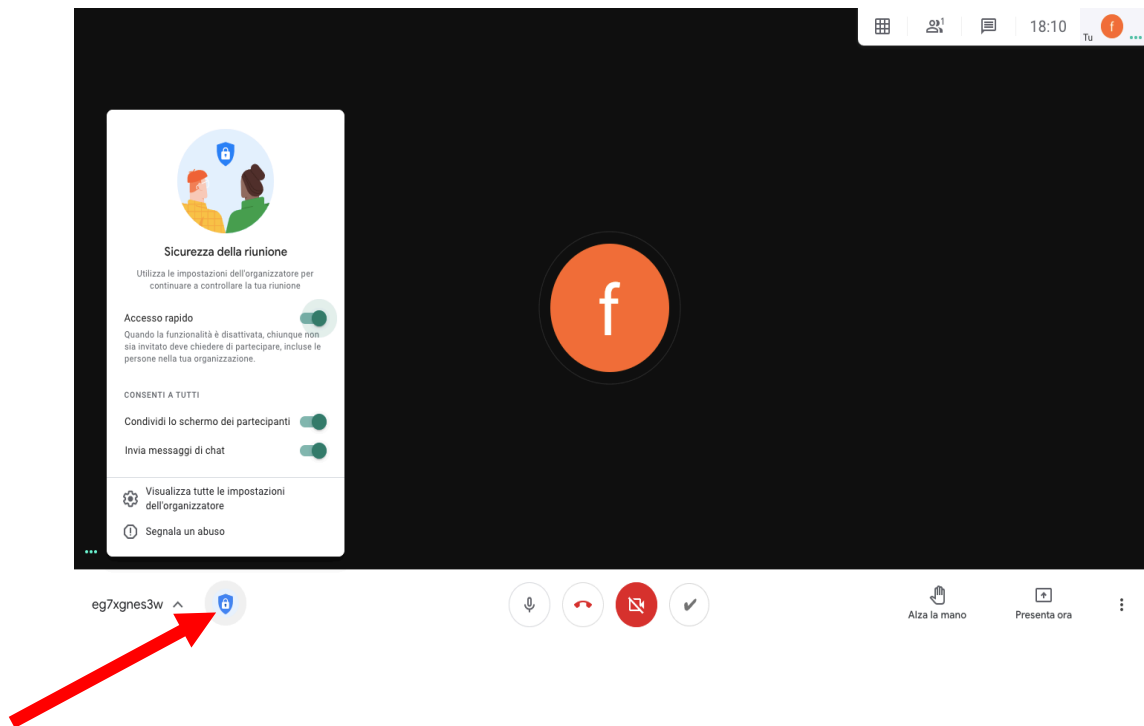 1
18:10
Tu
f
Sicurezza della riunione
Utilizza le impostazioni dell'organizzatore per
continuare a controllare la tua riunione
Accesso rapido
Quando la funzionalità è disattivata, chiunque non
sia invitato deve chiedere di partecipare, incluse le
persone nella tua organizzazione.
CONSENTI A TUTTI
Condividi lo schermo dei partecipanti
Invia messaggi di chat
Visualizza tutte le impostazioni
dell'organizzatore
Segnala un abuso
f
eg7xgnes3w
Alza la mano
Presenta ora